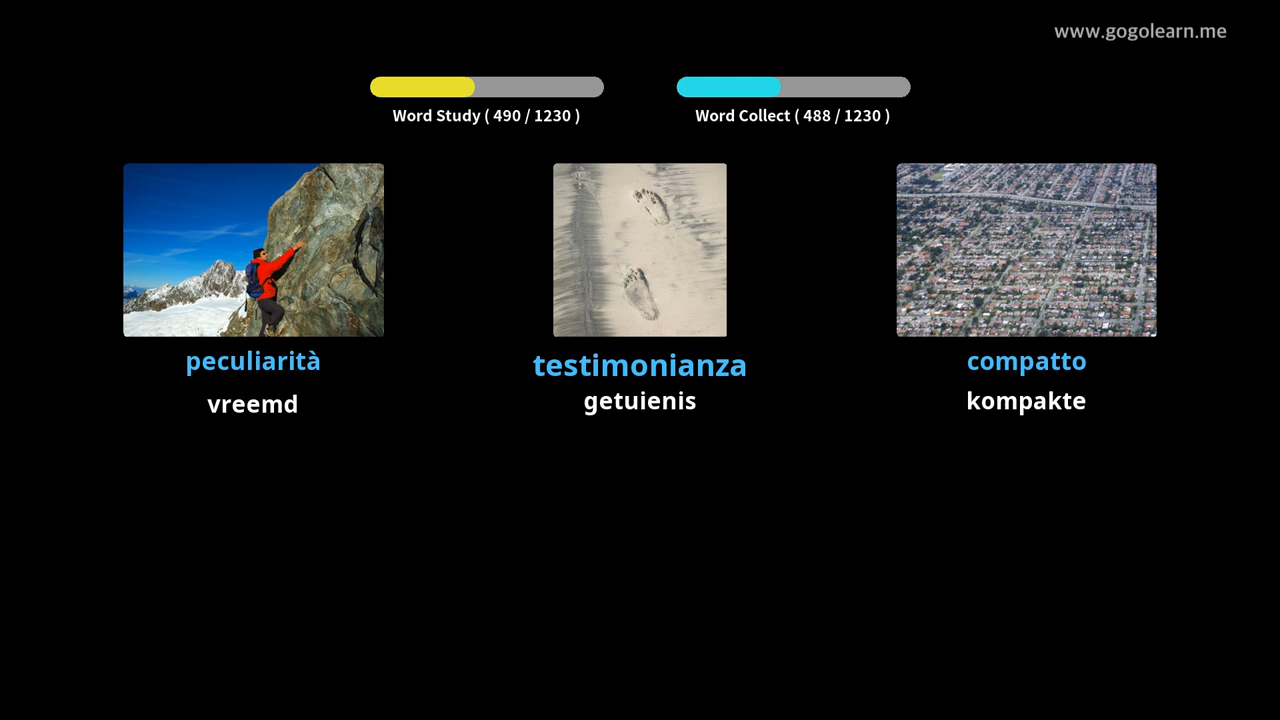 www.gogolearn.me
Word Study ( 490 / 1230 )
Word Collect ( 488 / 1230 )
peculiarità
vreemd
testimonianza
getuienis
compatto
kompakte